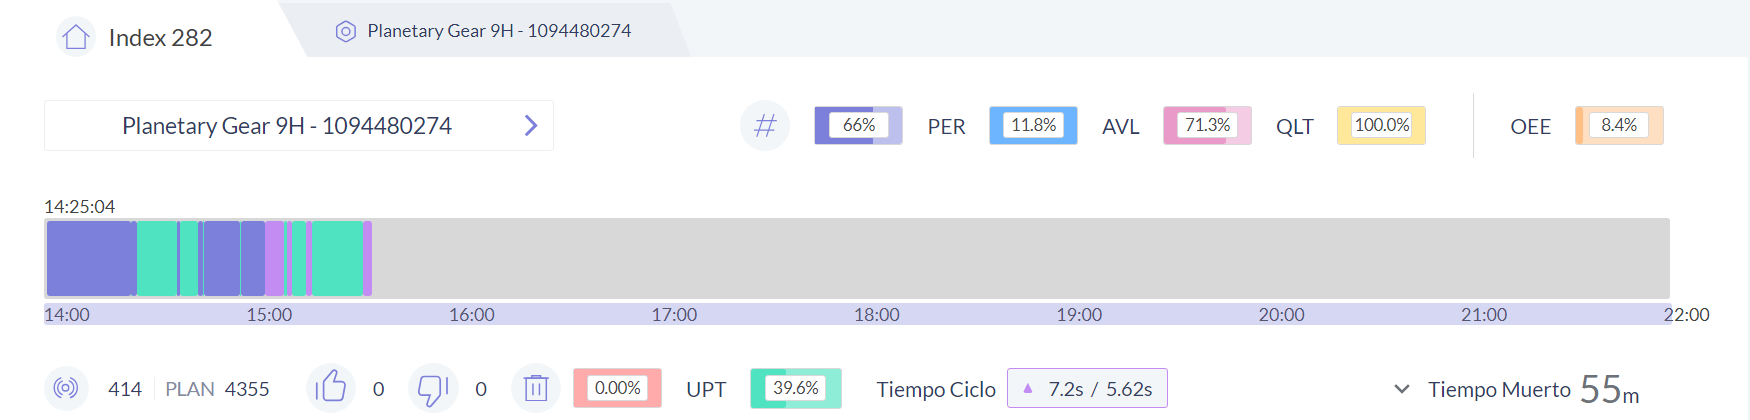 Index 282
Planetary Gear 9H - 1094480274
Planetary Gear 9H - 1094480274
# 66% PER 11.8% AVL 71.3% QLT 100.0% OEE 8.4%
14:25:04
14:00 15:00 16:00 17:00 18:00 19:00 20:00 21:00 22:00
414 PLAN 4355 0 0 0.00% UPT 39.6% Tiempo Ciclo 7.2s / 5.62s Tiempo Muerto 55m